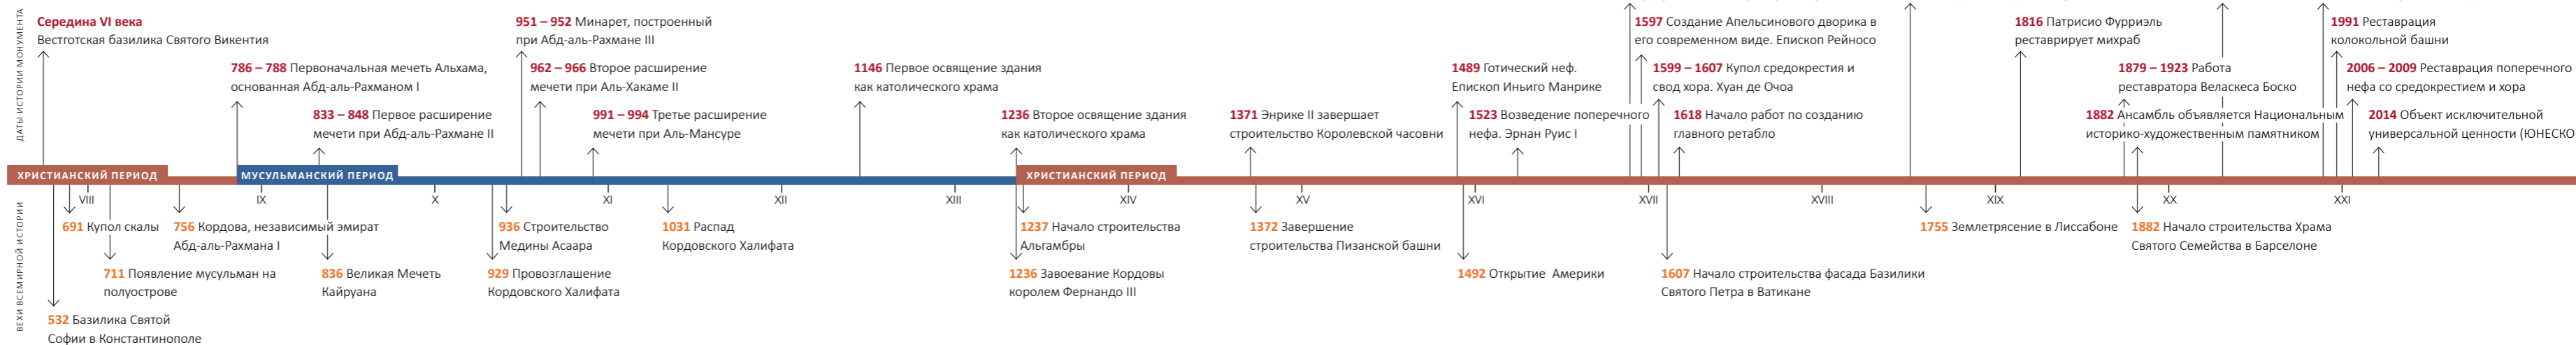 ДАТЫ ИСТОРИИ МОНУМЕНТА
Середина VI века
Вестготская базилика Святого Викентия
786 – 788 Первоначальная мечеть Альхама,
основанная Абд-аль-Рахманом I
833 – 848 Первое расширение
мечети при Абд-аль-Рахмане II
951 – 952 Минарет, построенный
при Абд-аль-Рахмане III
962 – 966 Второе расширение
мечети при Аль-Хакаме II
991 – 994 Третье расширение
мечети при Аль-Мансуре
1146 Первое освящение здания
как католического храма
1236 Второе освящение здания
как католического храма
1371 Энрике II завершает
строительство Королевской часовни
1489 Готический неф.
Епископ Иньиго Манрике
1523 Возведение поперечного
нефа. Эрнан Руис I
1597 Создание Апельсинового дворика в
его современном виде. Епископ Рейносо
1599 – 1607 Купол средокрестия и
свод хора. Хуан де Очоа
1618 Начало работ по созданию
главного ретабло
1816 Патрисио Фурриэль
реставрирует михраб
1879 – 1923 Работа
реставратора Веласкеса Боско
1882 Ансамбль объявляется Национальным
историко-художественным памятником
1991 Реставрация
колокольной башни
2006 – 2009 Реставрация поперечного
нефа со средокрестием и хора
2014 Объект исключительной
универсальной ценности (ЮНЕСКО
ХРИСТИАНСКИЙ ПЕРИОД
МУСУЛЬМАНСКИЙ ПЕРИОД
ХРИСТИАНСКИЙ ПЕРИОД
VIII
IX
X
XI
XII
XIII
XIV
XV
XVI
XVII
XVIII
XIX
XX
XXI
ВЕХИ ВСЕМИРНОЙ ИСТОРИИ
691 Купол скалы
756 Кордова, независимый эмират
Абд-аль-Рахмана I
711 Появление мусульман на
полуострове
532 Базилика Святой
Софии в Константинополе
836 Великая Мечеть
Кайруана
936 Строительство
Медины Асаара
929 Провозглашение
Кордовского Халифата
1031 Распад
Кордовского Халифата
1237 Начало строительства
Альгамбры
1236 Завоевание Кордовы
королем Фернандо III
1372 Завершение
строительства Пизанской башни
1492 Открытие Америки
1607 Начало строительства фасада Базилики
Святого Петра в Ватикане
1755 Землетрясение в Лиссабоне
1882 Начало строительства Храма
Святого Семейства в Барселоне